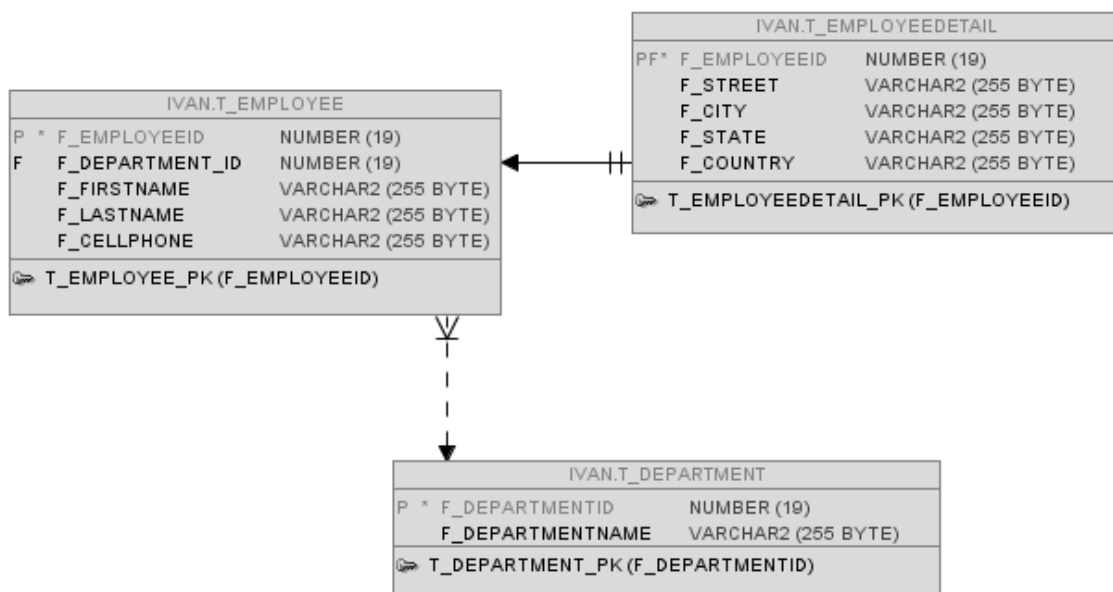 IVAN.T_EMPLOYEEDETAIL
PF* F_EMPLOYEEID NUMBER (19)
F_STREET VARCHAR2 (255 BYTE)
F_CITY VARCHAR2 (255 BYTE)
F_STATE VARCHAR2 (255 BYTE)
F_COUNTRY VARCHAR2 (255 BYTE)
T_EMPLOYEEDETAIL_PK (F_EMPLOYEEID)
IVAN.T_EMPLOYEE
P * F_EMPLOYEEID NUMBER (19)
F F_DEPARTMENT_ID NUMBER (19)
F_FIRSTNAME VARCHAR2 (255 BYTE)
F_LASTNAME VARCHAR2 (255 BYTE)
F_CELLPHONE VARCHAR2 (255 BYTE)
T_EMPLOYEE_PK (F_EMPLOYEEID)
IVAN.T_DEPARTMENT
P * F_DEPARTMENTID NUMBER (19)
F_DEPARTMENTNAME VARCHAR2 (255 BYTE)
T_DEPARTMENT_PK (F_DEPARTMENTID)